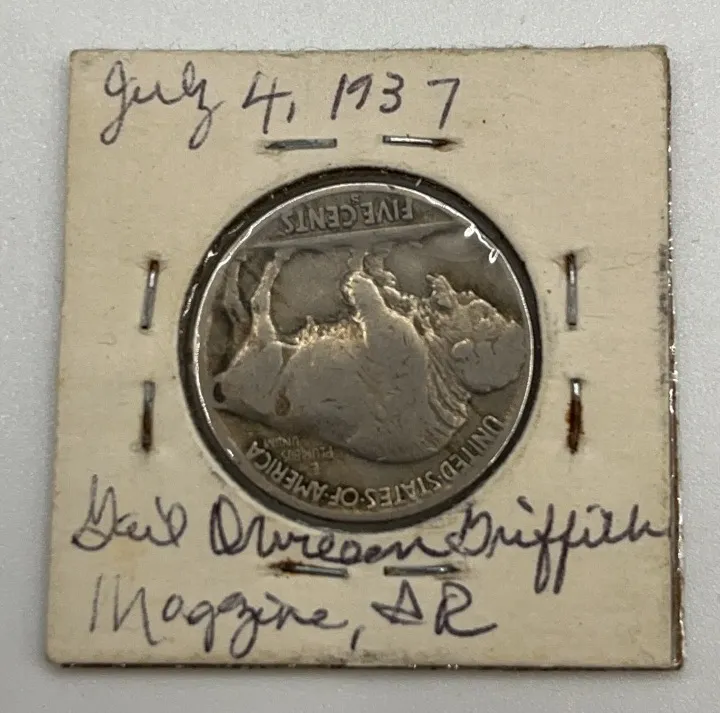 July 4, 1937
FIVE CENTS
S
E
PLURIBUS
UNUM
UNITED STATES OF AMERICA
Gail Griffith
Magazine, AR